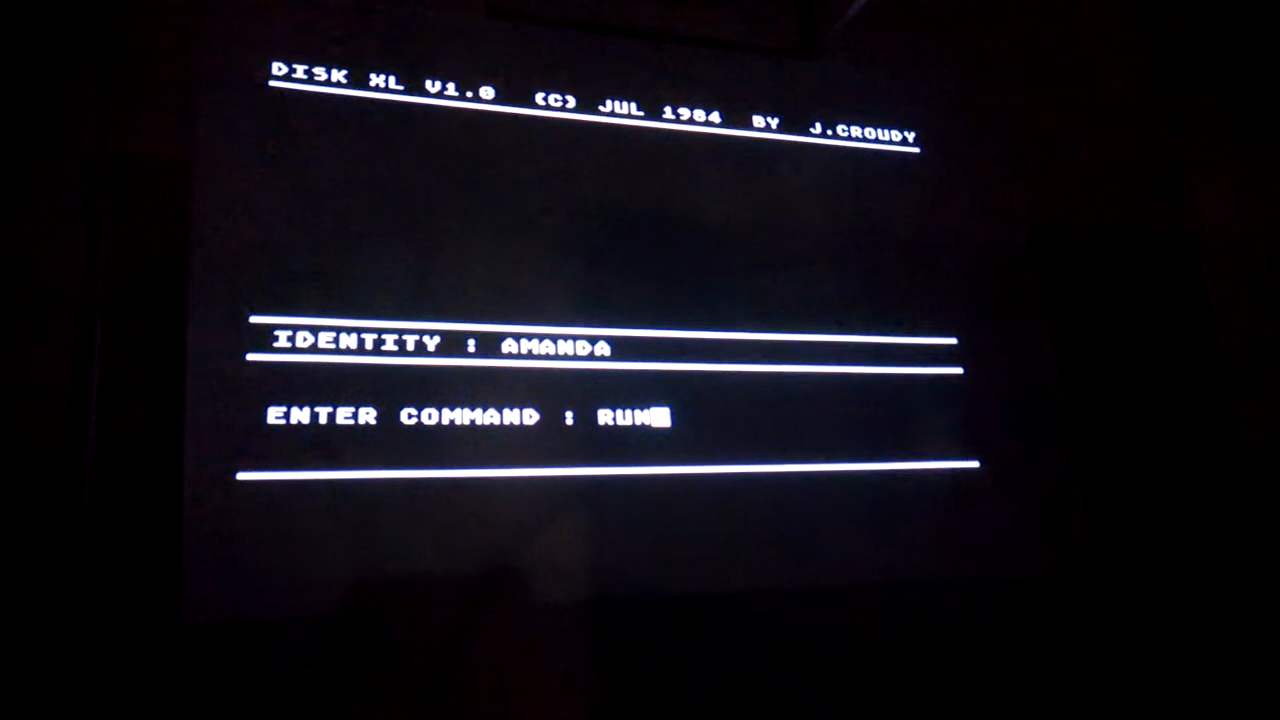 DISK XL V1.0 (C) JUL 1984 BY J.CROUDY
IDENTITY : AMANDA
ENTER COMMAND : RUN